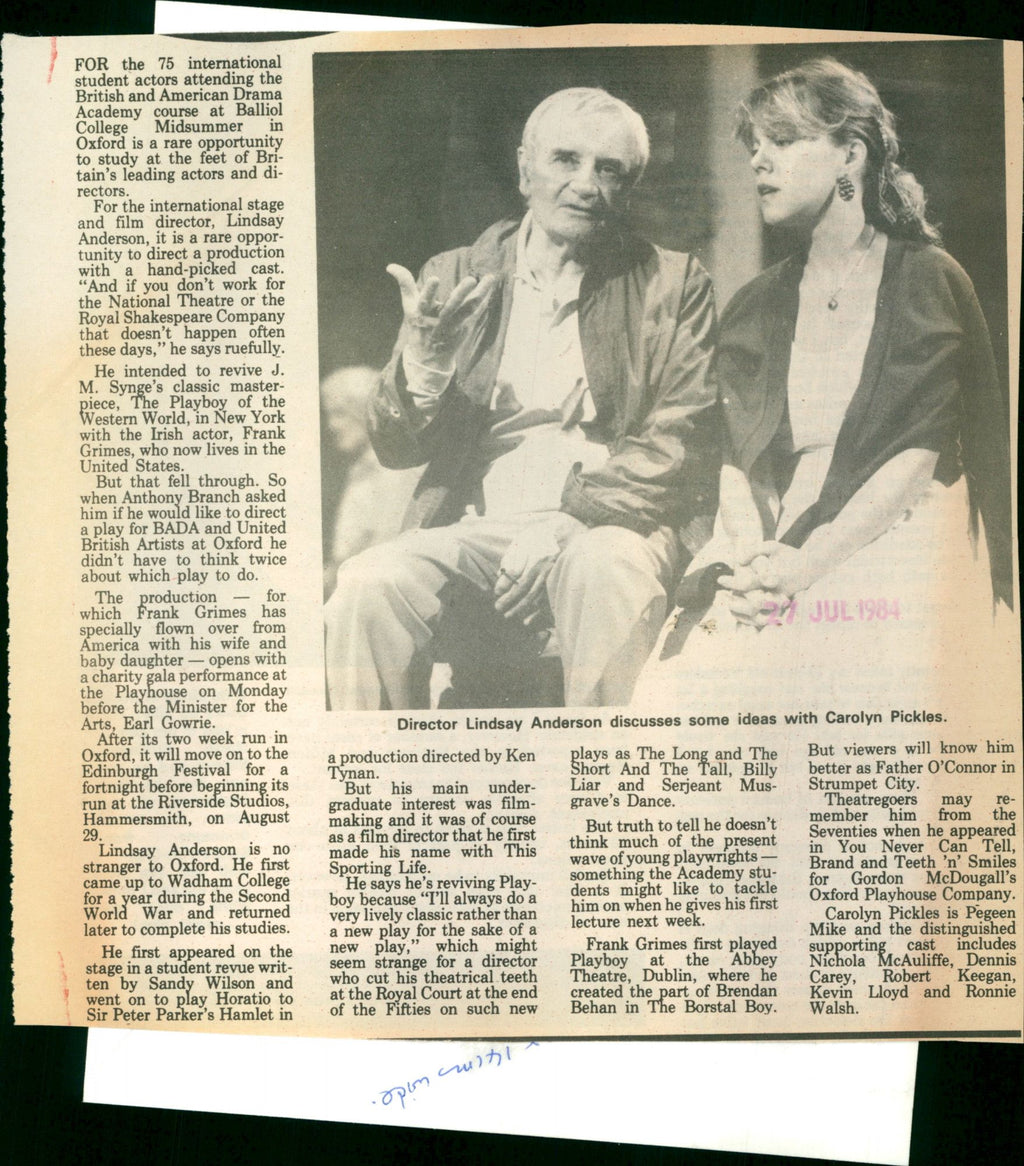 FOR the 75 international
student actors attending the
British and American Drama
Academy course at Balliol
College Midsummer in
Oxford is a rare opportunity
to study at the feet of Bri-
tain's leading actors and di-
rectors.
For the international stage
and film director, Lindsay
Anderson, it is a rare oppor-
tunity to direct a production
with a hand-picked cast.
"And if you don't work for
the National Theatre or the
Royal Shakespeare Company
that doesn't happen often
these days," he says ruefully.
He intended to revive J.
M. Synge's classic master-
piece, The Playboy of the
Western World, in New York
with the Irish actor, Frank
Grimes, who now lives in the
United States.
But that fell through. So
when Anthony Branch asked
him if he would like to direct
a play for BADA and United
British Artists at Oxford he
didn't have to think twice
about which play to do.
The production — for
which Frank Grimes has
specially flown over from
America with his wife and
baby daughter — opens with
a charity gala performance at
the Playhouse on Monday
before the Minister for the
Arts, Earl Gowrie.
After its two week run in
Oxford, it will move on to the
Edinburgh Festival for a
fortnight before beginning its
run at the Riverside Studios,
Hammersmith, on August
29.
Lindsay Anderson is no
stranger to Oxford. He first
came up to Wadham College
for a year during the Second
World War and returned
later to complete his studies.
He first appeared on the
stage in a student revue writ-
ten by Sandy Wilson and
went on to play Horatio to
Sir Peter Parker's Hamlet in
27 JUL 1984
Director Lindsay Anderson discusses some ideas with Carolyn Pickles.
a production directed by Ken
Tynan.
But his main under-
graduate interest was film-
making and it was of course
as a film director that he first
made his name with This
Sporting Life.
He says he's reviving Play-
boy because "I'll always do a
very lively classic rather than
a new play for the sake of a
new play," which might
seem strange for a director
who cut his theatrical teeth
at the Royal Court at the end
of the Fifties on such new
plays as The Long and The
Short And The Tall, Billy
Liar and Serjeant Mus-
grave's Dance.
But truth to tell he doesn't
think much of the present
wave of young playwrights —
something the Academy stu-
dents might like to tackle
him on when he gives his first
lecture next week.
Frank Grimes first played
Playboy at the Abbey
Theatre, Dublin, where he
created the part of Brendan
Behan in The Borstal Boy.
But viewers will know him
better as Father O'Connor in
Strumpet City.
Theatregoers may re-
member him from the
Seventies when he appeared
in You Never Can Tell,
Brand and Teeth 'n' Smiles
for Gordon McDougall's
Oxford Playhouse Company.
Carolyn Pickles is Pegeen
Mike and the distinguished
supporting cast includes
Nichola McAuliffe, Dennis
Carey, Robert Keegan,
Kevin Lloyd and Ronnie
Walsh.